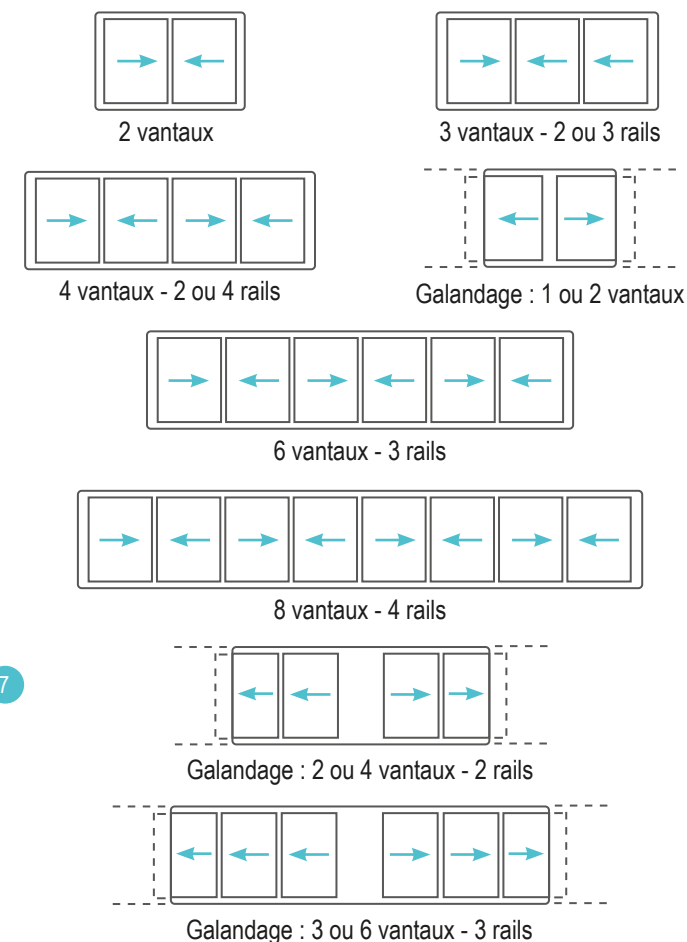 2 vantaux
3 vantaux - 2 ou 3 rails
4 vantaux - 2 ou 4 rails
Galandage : 1 ou 2 vantaux
6 vantaux - 3 rails
8 vantaux - 4 rails
7
Galandage : 2 ou 4 vantaux - 2 rails
Galandage : 3 ou 6 vantaux - 3 rails